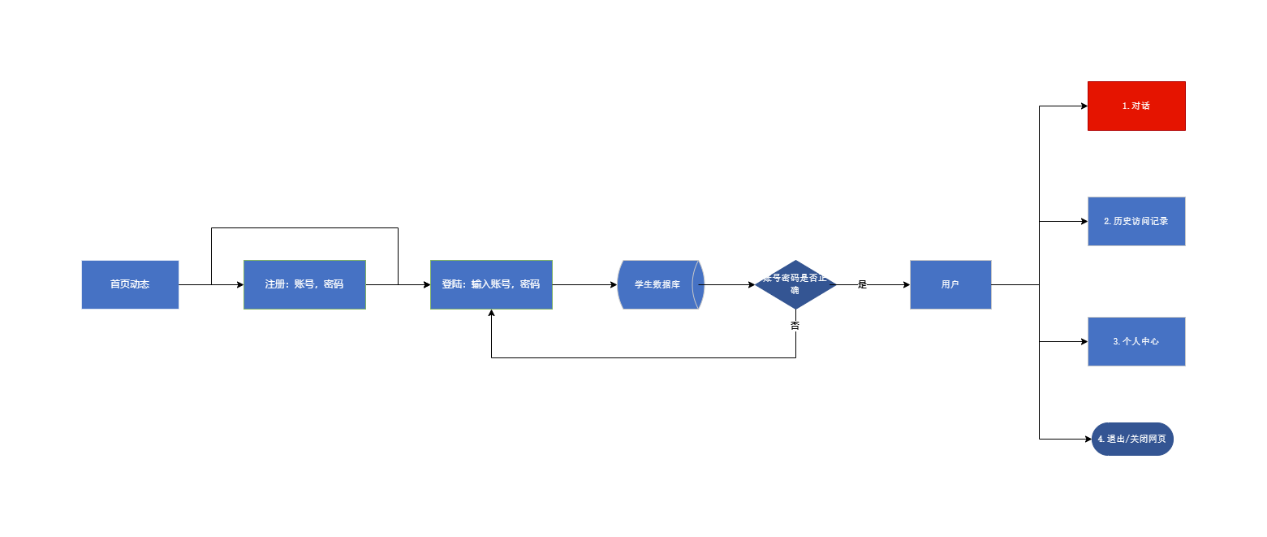 首页动态
注册：账号，密码
登陆：输入账号，密码
学生数据库
账号密码是否正
确
是
否
用户
1. 对话
2. 历史访问记录
3. 个人中心
4. 退出/关闭网页